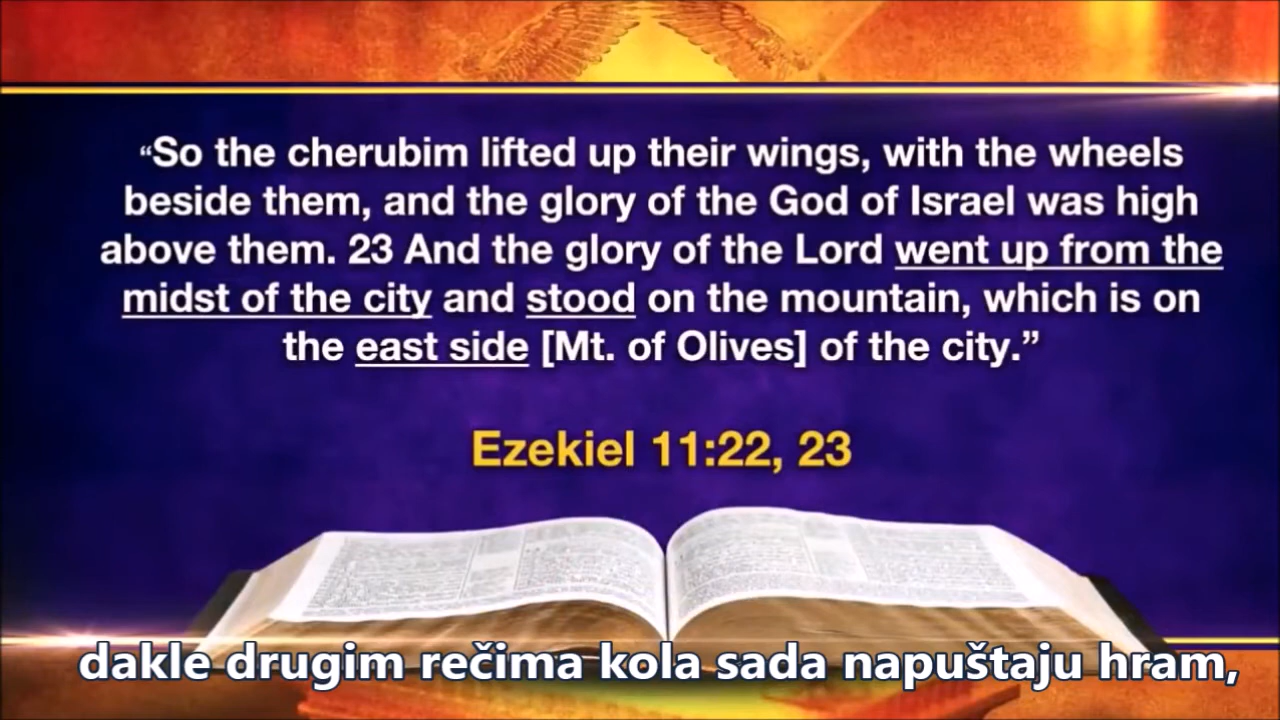 “So the cherubim lifted up their wings, with the wheels
beside them, and the glory of the God of Israel was high
above them. 23 And the glory of the Lord went up from the
midst of the city and stood on the mountain, which is on
the east side [Mt. of Olives] of the city.”
Ezekiel 11:22, 23
dakle drugim rečima kola sada napuštaju hram,